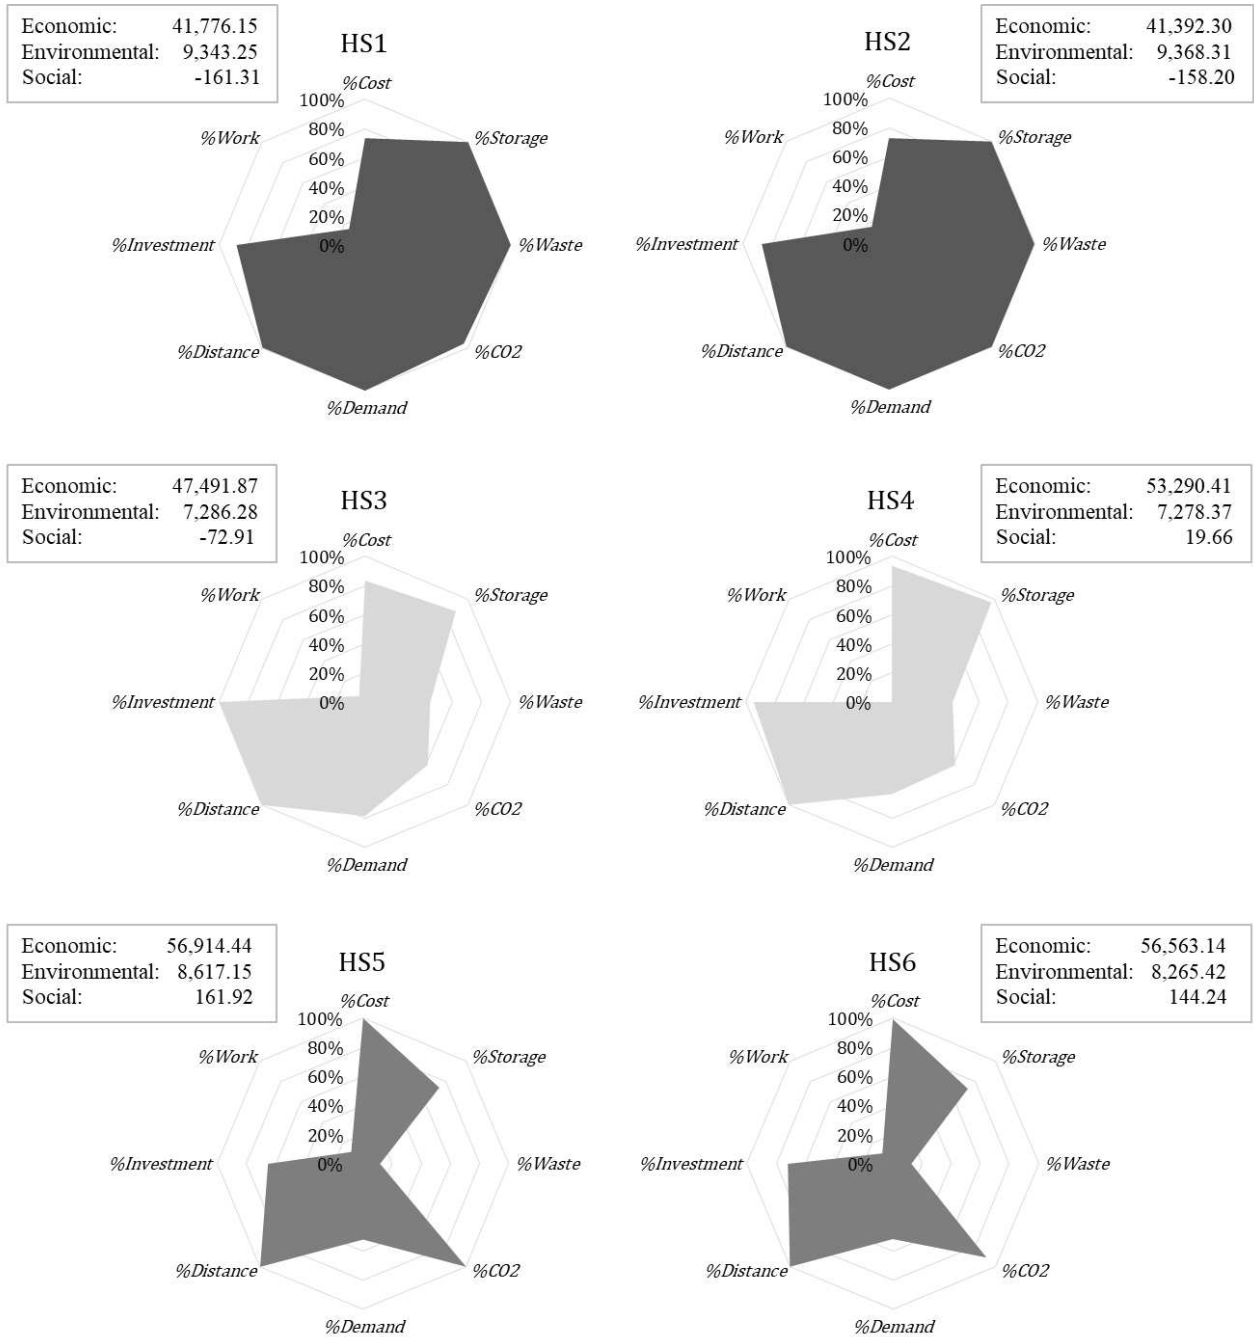 Economic: 41,776.15
Environmental: 9,343.25
Social: -161.31
HS1
%Cost
100%
80%
60%
40%
20%
0%
%Work
%Storage
%Investment
%Waste
%Distance
%CO2
%Demand
HS2
Economic: 41,392.30
Environmental: 9,368.31
Social: -158.20
%Cost
100%
80%
60%
40%
20%
0%
%Work
%Storage
%Investment
%Waste
%Distance
%CO2
%Demand
Economic: 47,491.87
Environmental: 7,286.28
Social: -72.91
HS3
%Cost
100%
80%
60%
40%
20%
0%
%Work
%Storage
%Investment
%Waste
%Distance
%CO2
%Demand
HS4
Economic: 53,290.41
Environmental: 7,278.37
Social: 19.66
%Cost
100%
80%
60%
40%
20%
0%
%Work
%Storage
%Investment
%Waste
%Distance
%CO2
%Demand
Economic: 56,914.44
Environmental: 8,617.15
Social: 161.92
HS5
%Cost
100%
80%
60%
40%
20%
0%
%Work
%Storage
%Investment
%Waste
%Distance
%CO2
%Demand
HS6
Economic: 56,563.14
Environmental: 8,265.42
Social: 144.24
%Cost
100%
80%
60%
40%
20%
0%
%Work
%Storage
%Investment
%Waste
%Distance
%CO2
%Demand